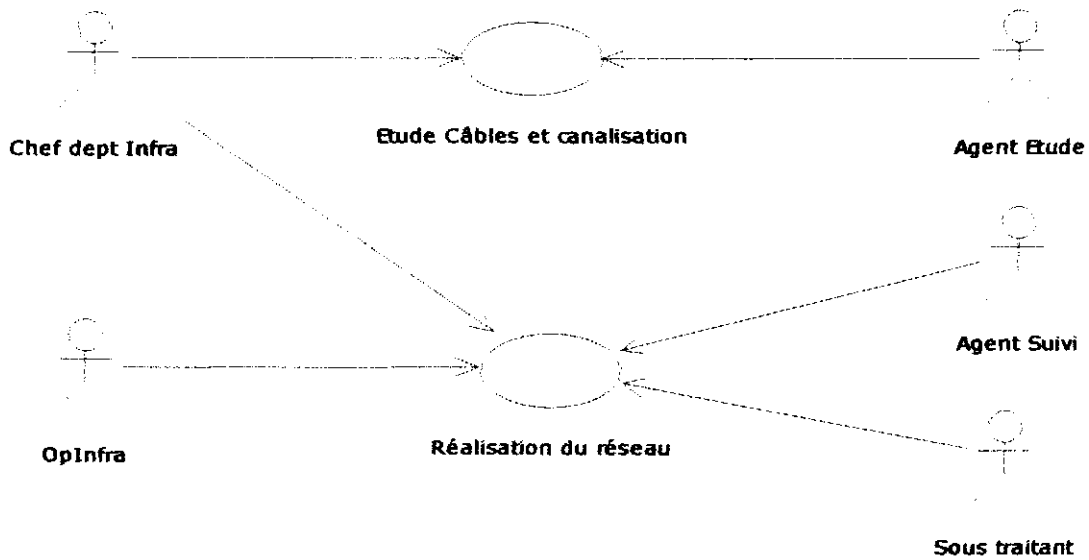 Chef dept Infra
Etude Câbles et canalisation
Agent Etude
Agent Suivi
OpInfra
Réalisation du réseau
Sous traitant